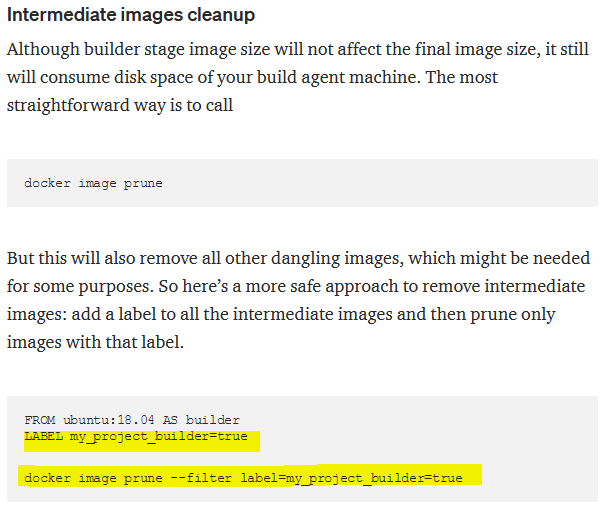 Intermediate images cleanup
Although builder stage image size will not affect the final image size, it still
will consume disk space of your build agent machine. The most
straightforward way is to call
docker image prune
But this will also remove all other dangling images, which might be needed
for some purposes. So here’s a more safe approach to remove intermediate
images: add a label to all the intermediate images and then prune only
images with that label.
FROM ubuntu:18.04 AS builder
LABEL my_project_builder=true
docker image prune --filter label=my_project_builder=true